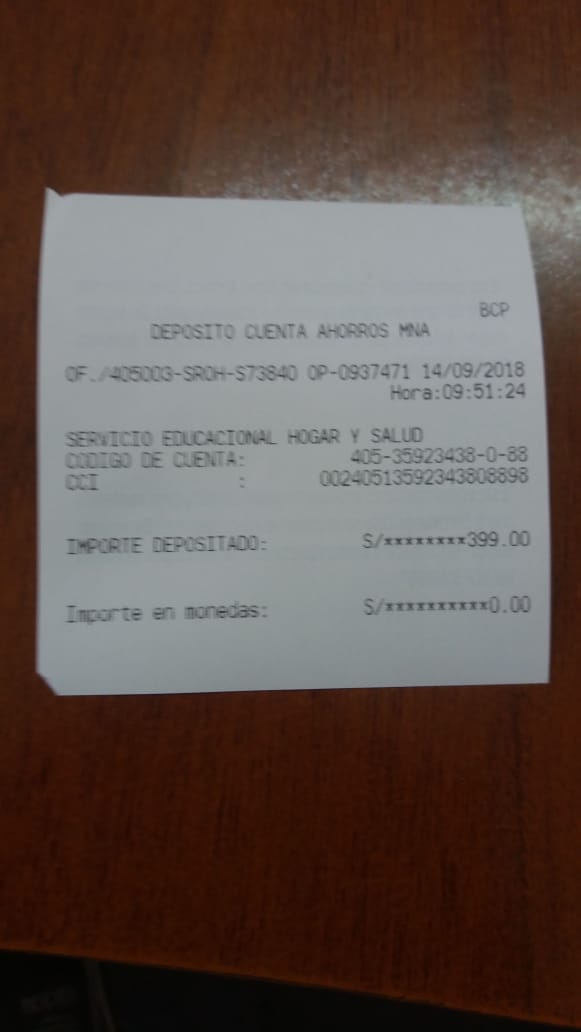 BCP
DEPOSITO CUENTA AHORROS MNA
OF./405003-SROH-S73840 OP-0937471 14/09/2018
Hora:09:51:24
SERVICIO EDUCACIONAL HOGAR Y SALUD
CODIGO DE CUENTA: 405-35923438-0-88
CCI : 00240513592343808898
IMPORTE DEPOSITADO: S/********399.00
Importe en monedas: S/**********0.00